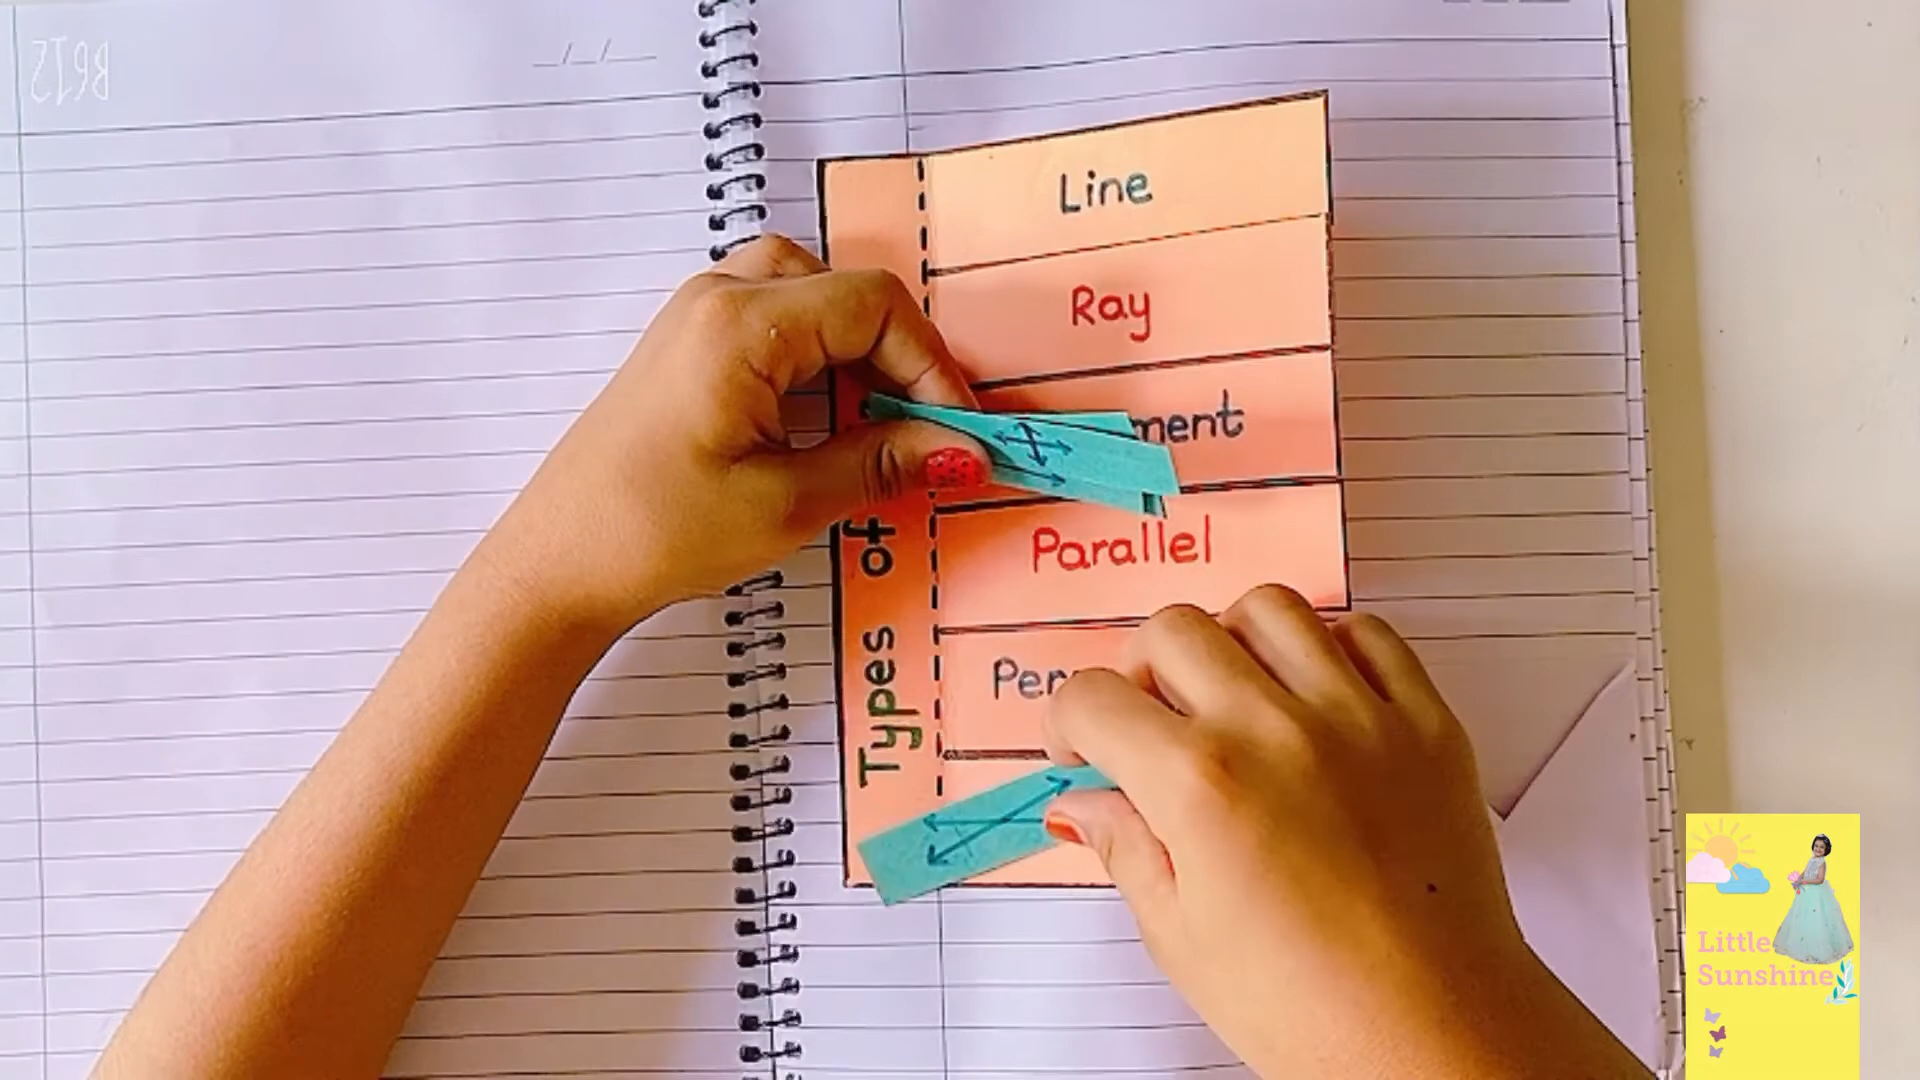 B612
Line
Ray
ment
Parallel
Per
Types of
Little
Sunshine